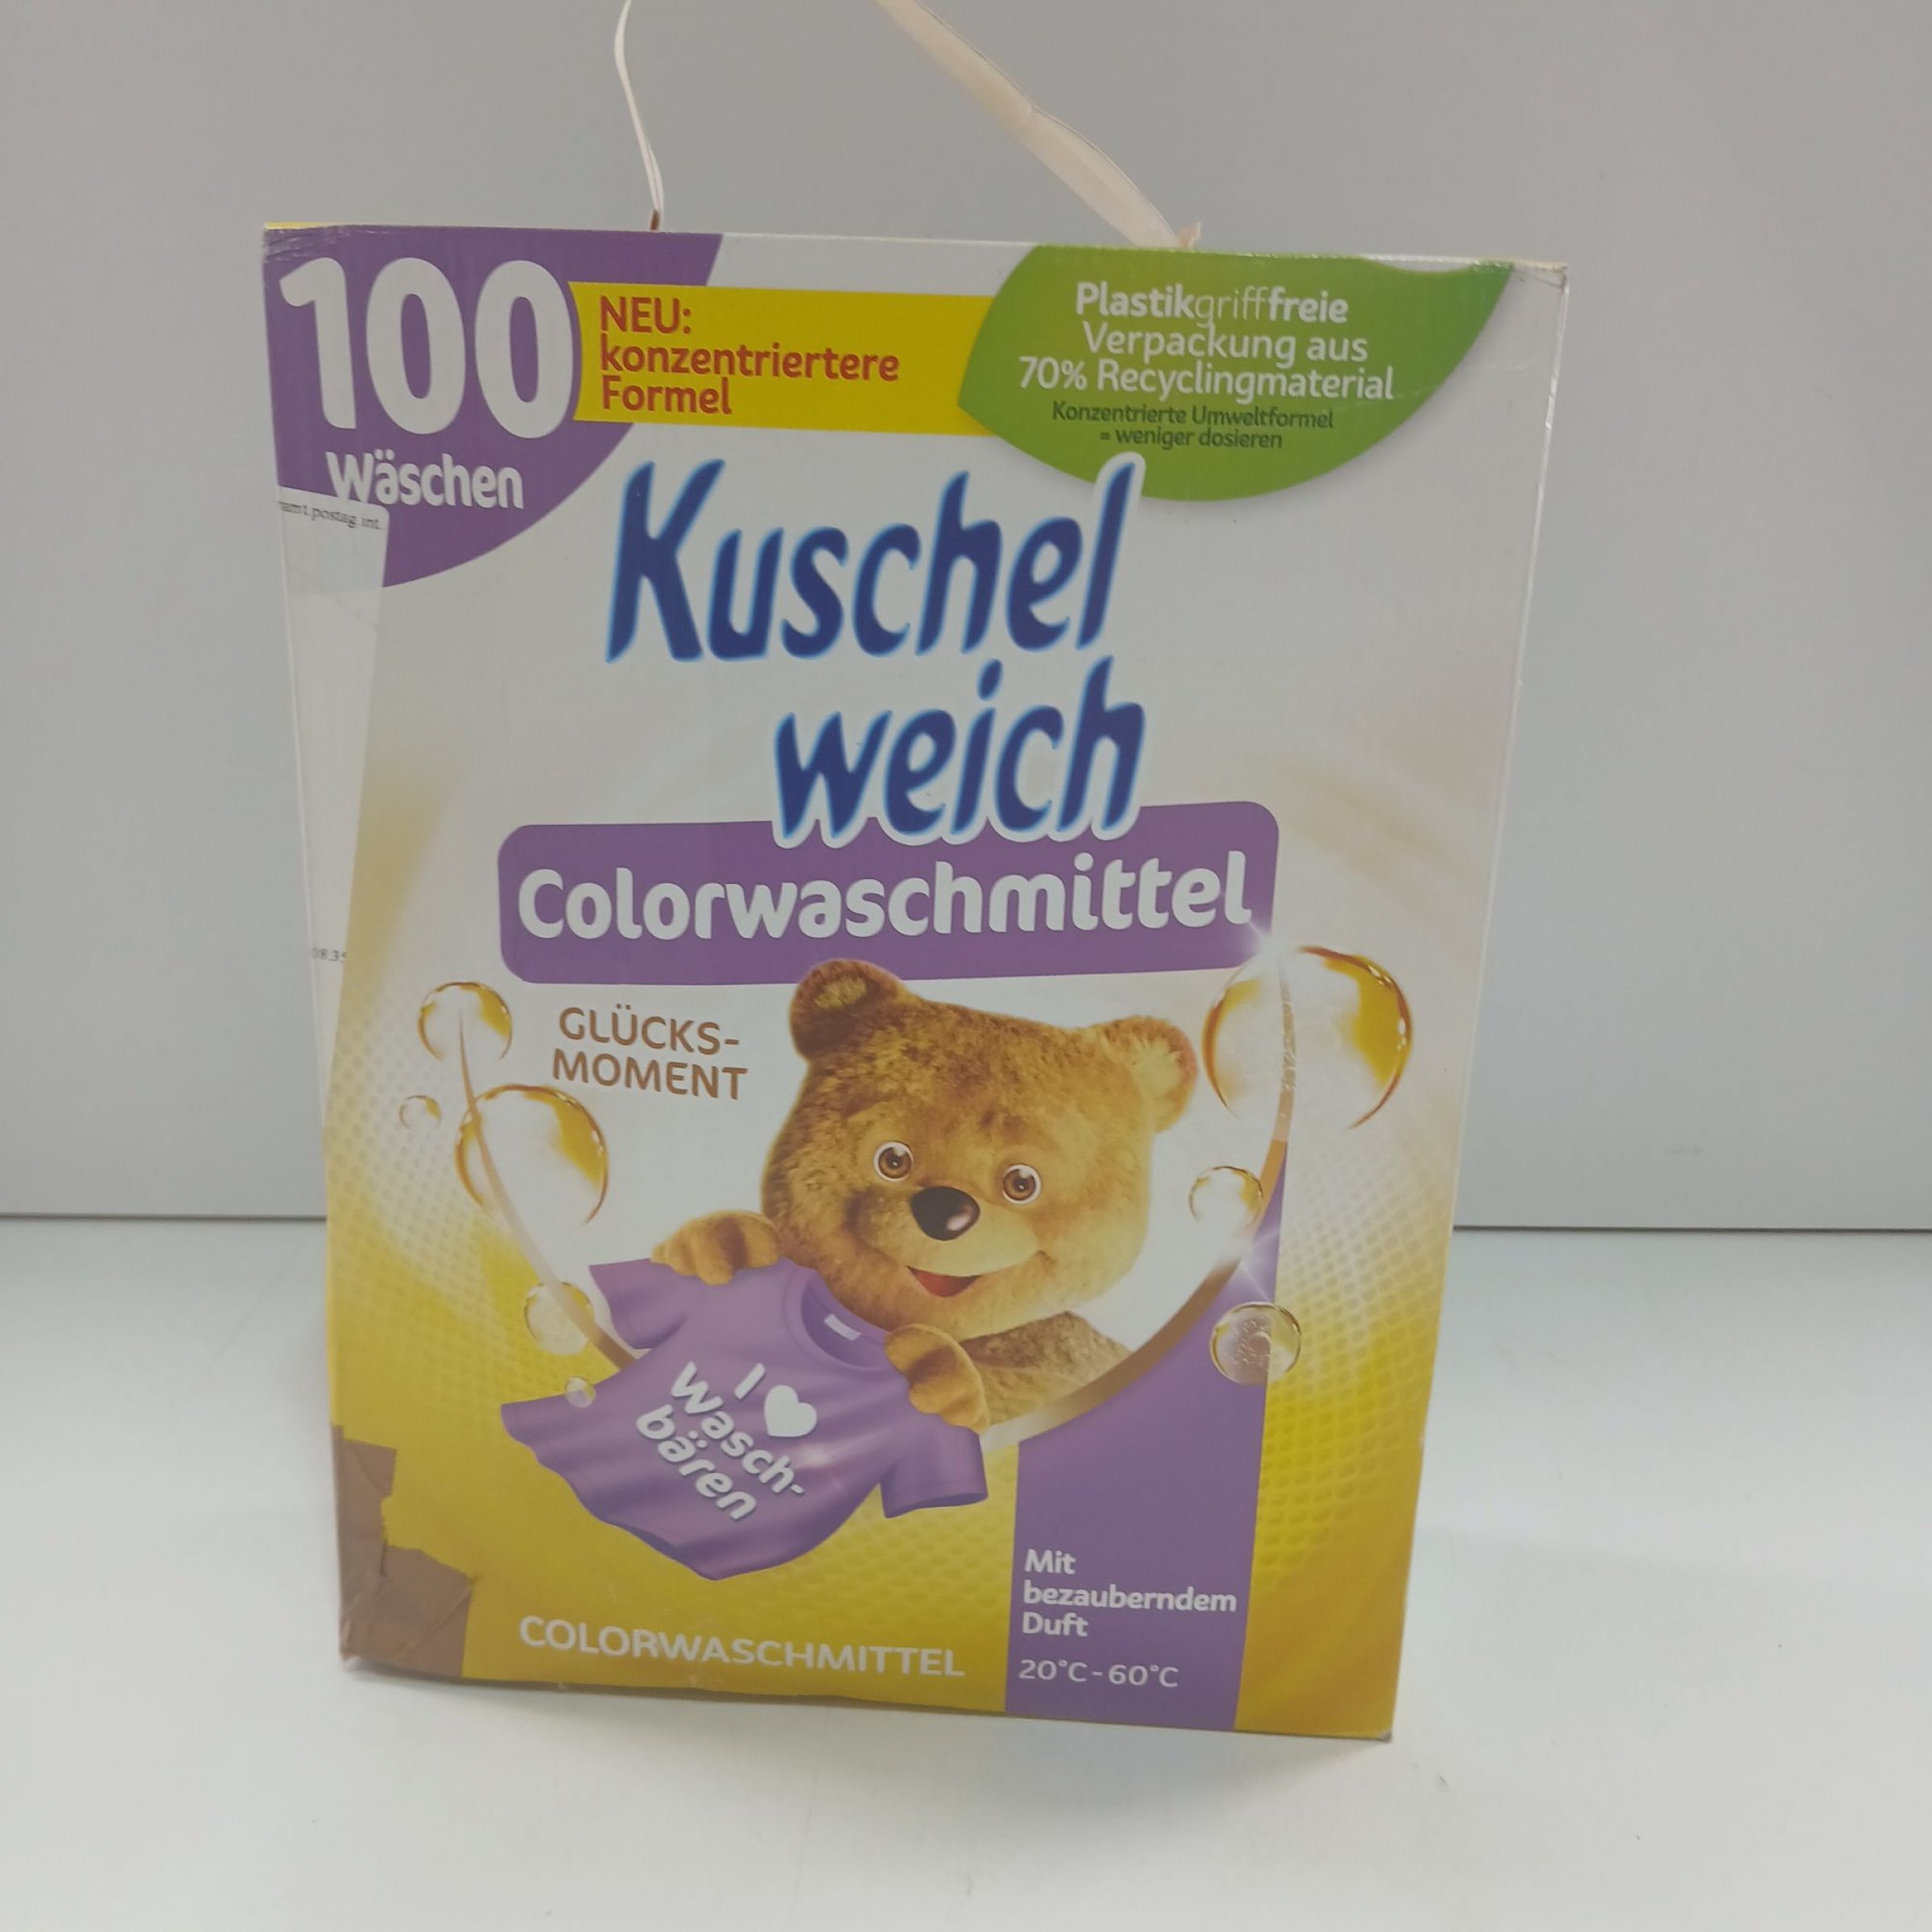 100
Wäschen
NEU:
konzentriertere
Formel
Plastikgrifffreie
Verpackung aus
70% Recyclingmaterial
Konzentrierte Umweltformel
= weniger dosieren
Kuschel
weich
Colorwaschmittel
GLÜCKS-
MOMENT
I
Wasch-
bären
Mit
bezauberndem
Duft
20°C - 60°C
COLORWASCHMITTEL